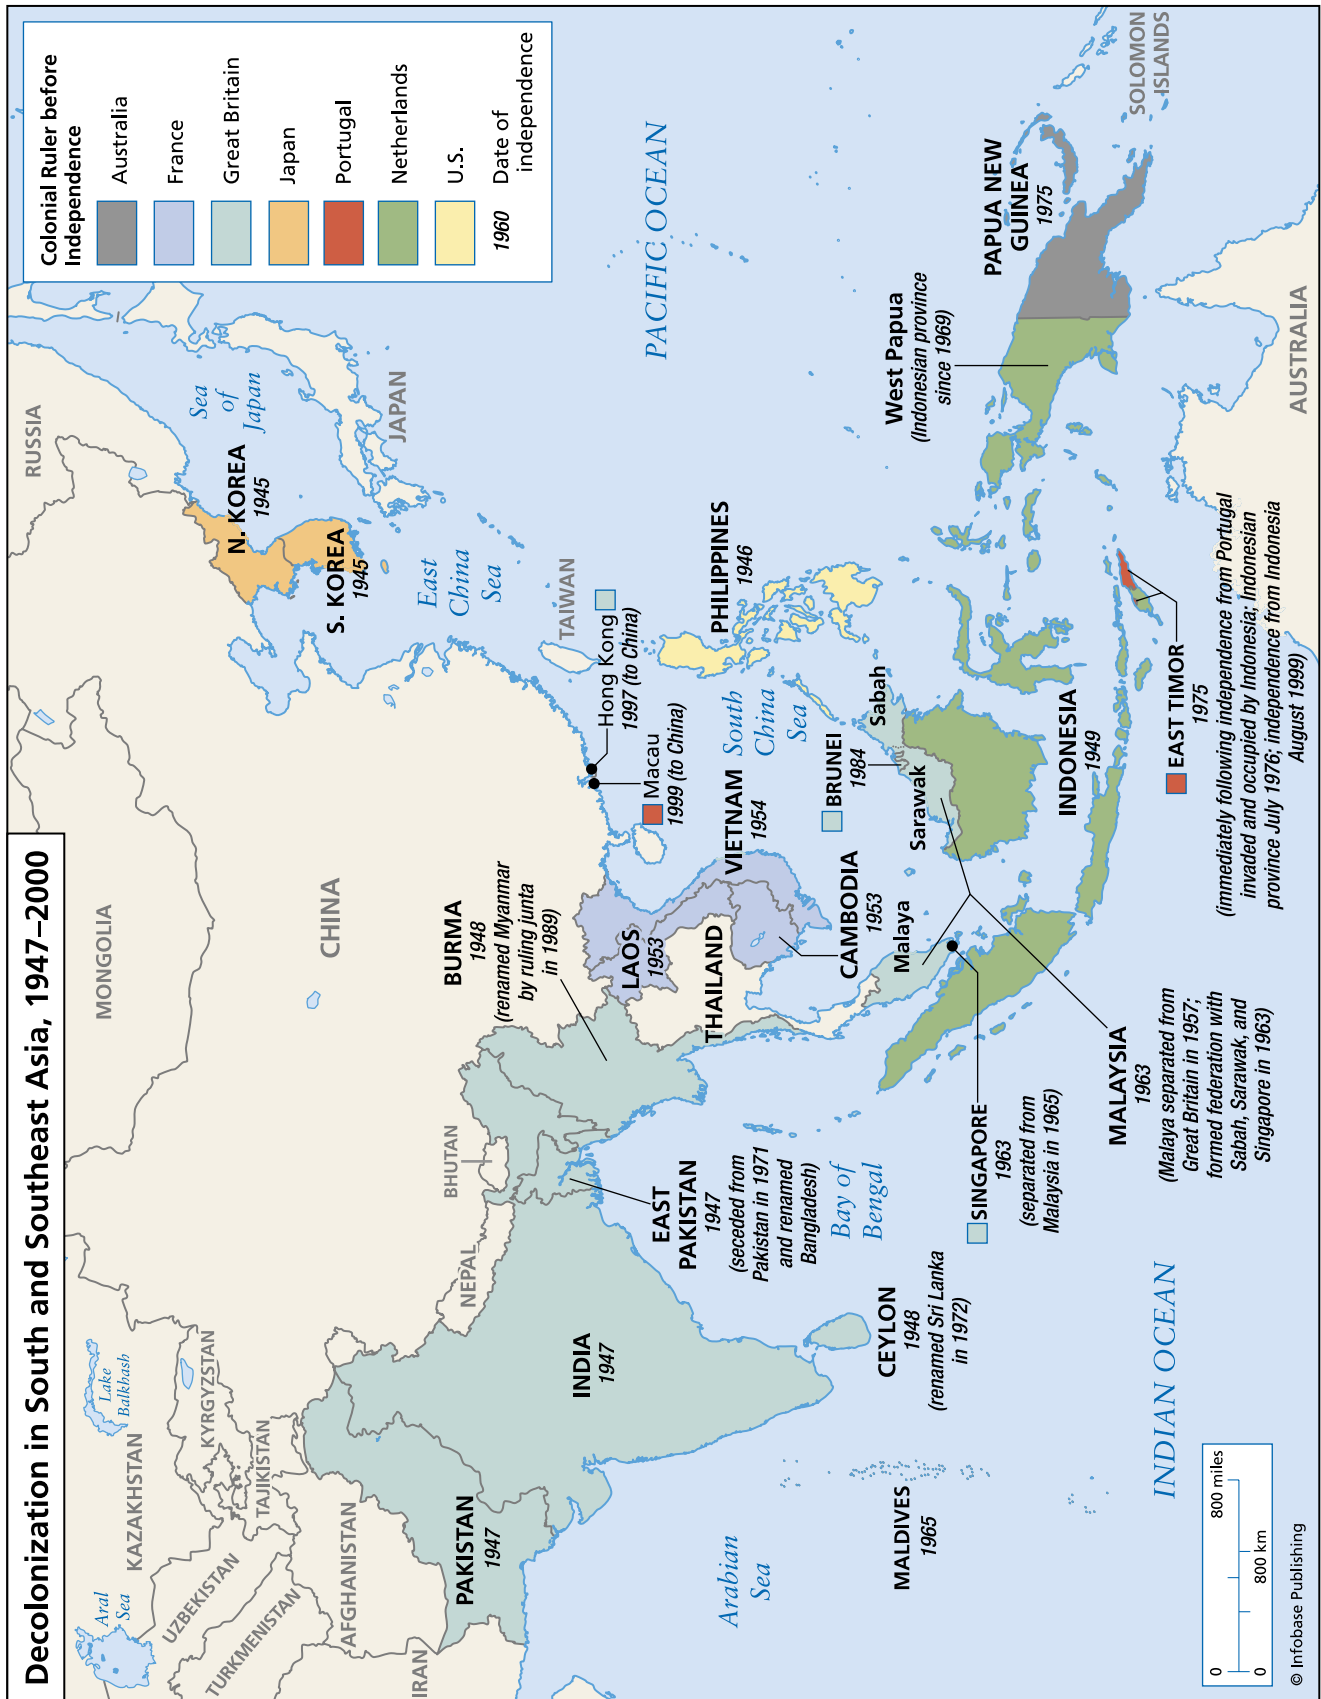 Decolonization in South and Southeast Asia, 1947–2000
Colonial Ruler before
Independence
Australia
France
Great Britain
Japan
Portugal
Netherlands
U.S.
1960
Date of
independence
RUSSIA
MONGOLIA
KAZAKHSTAN
Aral
Sea
Lake
Balkhash
UZBEKISTAN
KYRGYZSTAN
TURKMENISTAN
TAJIKISTAN
AFGHANISTAN
IRAN
CHINA
Sea
of
Japan
JAPAN
N. KOREA
1945
S. KOREA
1945
East
China
Sea
TAIWAN
PACIFIC OCEAN
PAKISTAN
1947
NEPAL
BHUTAN
INDIA
1947
BURMA
1948
(renamed Myanmar
by ruling junta
in 1989)
EAST
PAKISTAN
1947
(seceded from
Pakistan in 1971
and renamed
Bangladesh)
LAOS
1953
THAILAND
VIETNAM
1954
CAMBODIA
1953
Macau
1999 (to China)
Hong Kong
1997 (to China)
South
China
Sea
PHILIPPINES
1946
Arabian
Sea
Bay of
Bengal
MALDIVES
1965
CEYLON
1948
(renamed Sri Lanka
in 1972)
BRUNEI
1984
Sabah
Sarawak
Malaya
SINGAPORE
1963
(separated from
Malaysia in 1965)
MALAYSIA
1963
(Malaya separated from
Great Britain in 1957;
formed federation with
Sabah, Sarawak, and
Singapore in 1963)
INDONESIA
1949
EAST TIMOR
1975
(immediately following independence from Portugal
invaded and occupied by Indonesia; Indonesian
province July 1976; independence from Indonesia
August 1999)
West Papua
(Indonesian province
since 1969)
PAPUA NEW
GUINEA
1975
SOLOMON
ISLANDS
AUSTRALIA
INDIAN OCEAN
0
800 miles
0
800 km
© Infobase Publishing